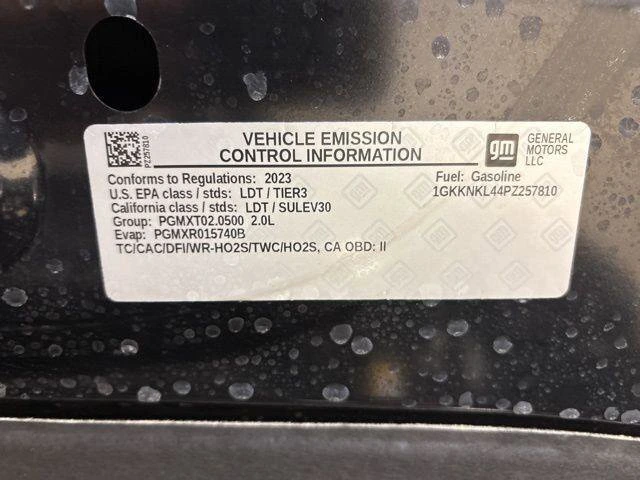 PZ257810
VEHICLE EMISSION
CONTROL INFORMATION
gm
GENERAL
MOTORS
LLC
Conforms to Regulations: 2023
Fuel: Gasoline
U.S. EPA class / stds: LDT / TIER3
1GKKNKL44PZ257810
California class / stds: LDT / SULEV30
Group: PGMXT02.0500 2.0L
Evap: PGMXR015740B
TC/CAC/DFI/WR-HO2S/TWC/HO2S, CA OBD: II